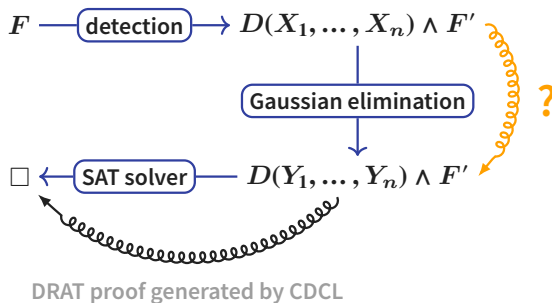 F detection D(X₁, …, Xₙ) ∧ F′
Gaussian elimination ?
□ SAT solver D(Y₁, …, Yₙ) ∧ F′
DRAT proof generated by CDCL